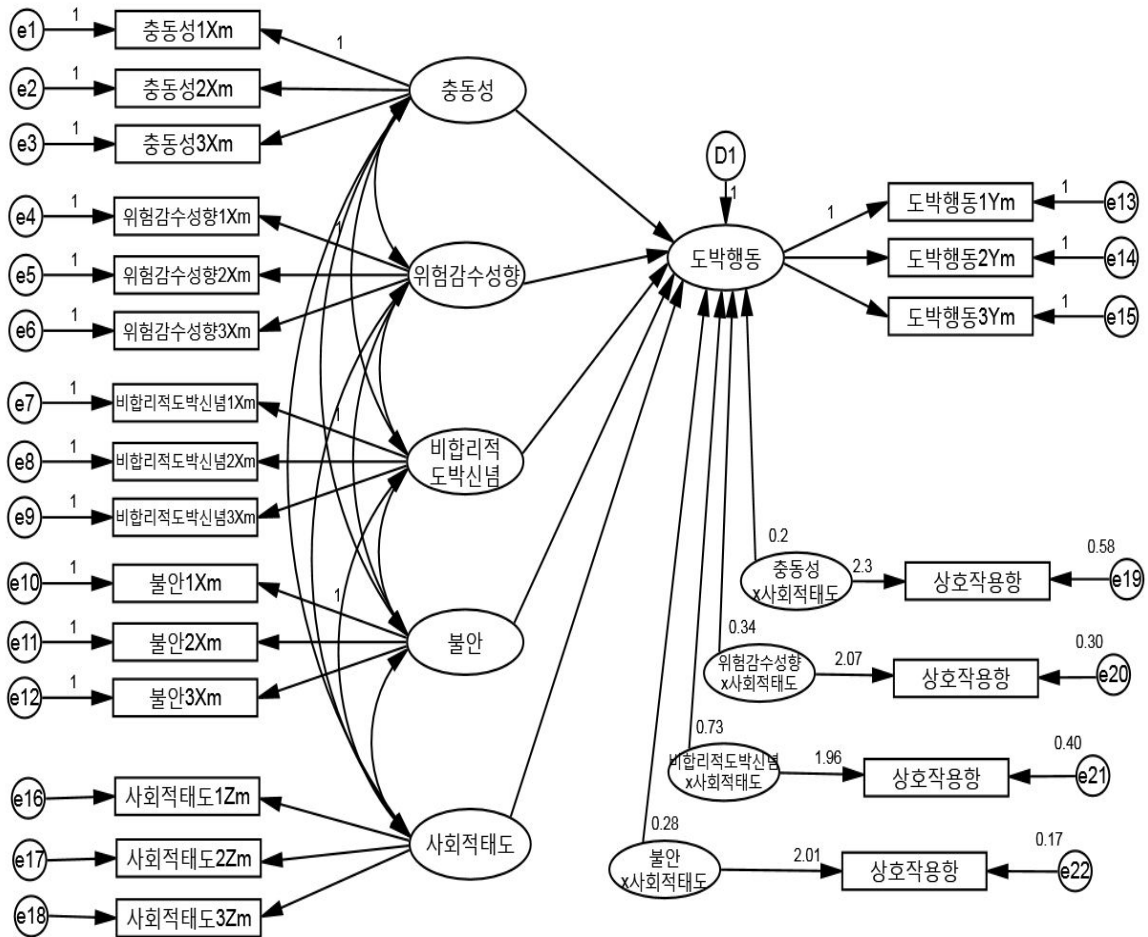 e1
1
충동성1Xm
1
e2
1
충동성2Xm
충동성
e3
1
충동성3Xm
e4
1
위험감수성향1Xm
1
e5
1
위험감수성향2Xm
위험감수성향
e6
1
위험감수성향3Xm
e7
1
비합리적도박신념1Xm
1
e8
1
비합리적도박신념2Xm
비합리적
도박신념
e9
1
비합리적도박신념3Xm
e10
1
불안1Xm
1
e11
1
불안2Xm
불안
e12
1
불안3Xm
e16
사회적태도1Zm
e17
사회적태도2Zm
사회적태도
e18
사회적태도3Zm
D1
1
도박행동
1
도박행동1Ym
1
e13
도박행동2Ym
1
e14
도박행동3Ym
1
e15
0.2
충동성
x사회적태도
2.3
상호작용항
0.58
e19
0.34
위험감수성향
x사회적태도
2.07
상호작용항
0.30
e20
0.73
비합리적도박신념
x사회적태도
1.96
상호작용항
0.40
e21
0.28
불안
x사회적태도
2.01
상호작용항
0.17
e22